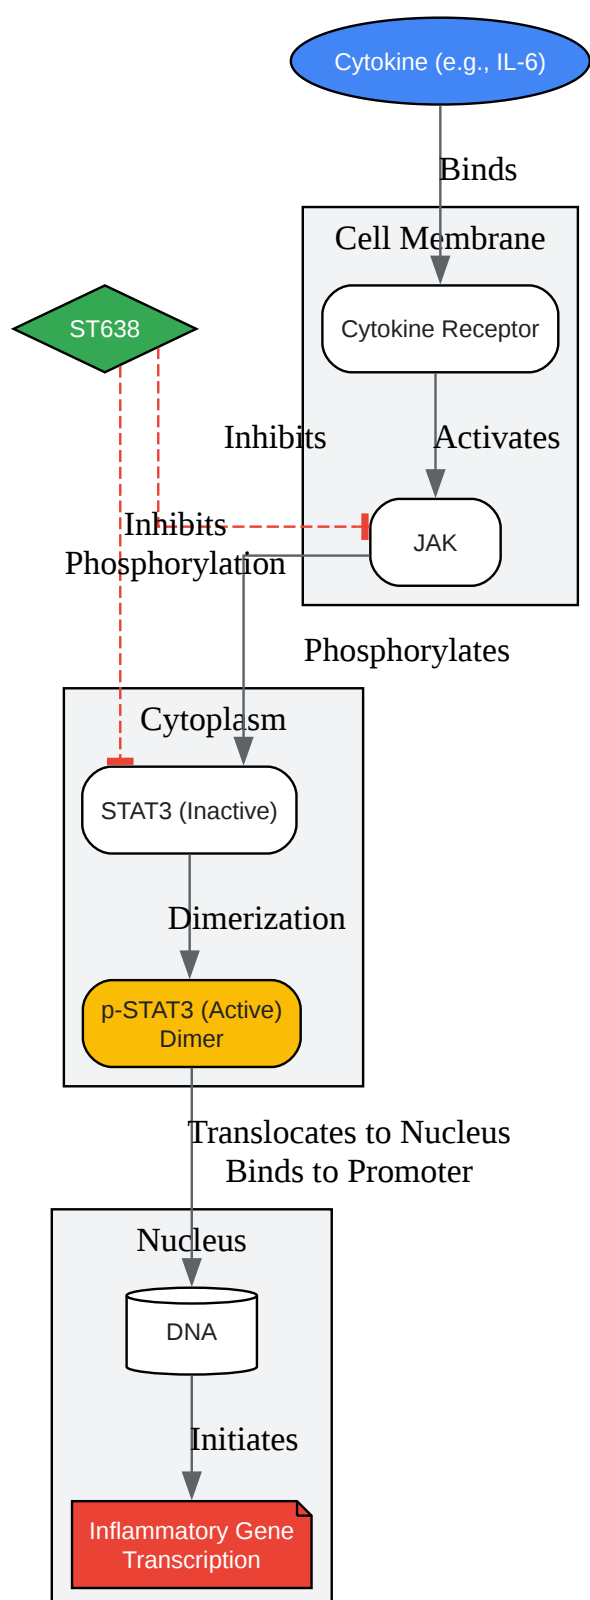 Cytokine (e.g., IL-6)
Binds
Cell Membrane
ST638
Cytokine Receptor
Inhibits
Activates
Inhibits
Phosphorylation
JAK
Phosphorylates
Cytoplasm
STAT3 (Inactive)
Dimerization
p-STAT3 (Active)
Dimer
Translocates to Nucleus
Binds to Promoter
Nucleus
DNA
Initiates
Inflammatory Gene
Transcription